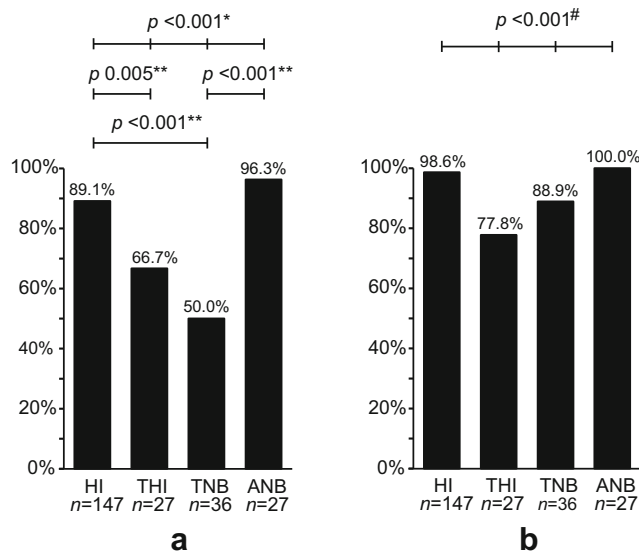 p <0.001*
p 0.005**
p <0.001**
p <0.001**
100%
80%
60%
40%
20%
0%
89.1%
66.7%
50.0%
96.3%
HI
n=147
THI
n=27
TNB
n=36
ANB
n=27
a
p <0.001#
100%
80%
60%
40%
20%
0%
98.6%
77.8%
88.9%
100.0%
HI
n=147
THI
n=27
TNB
n=36
ANB
n=27
b